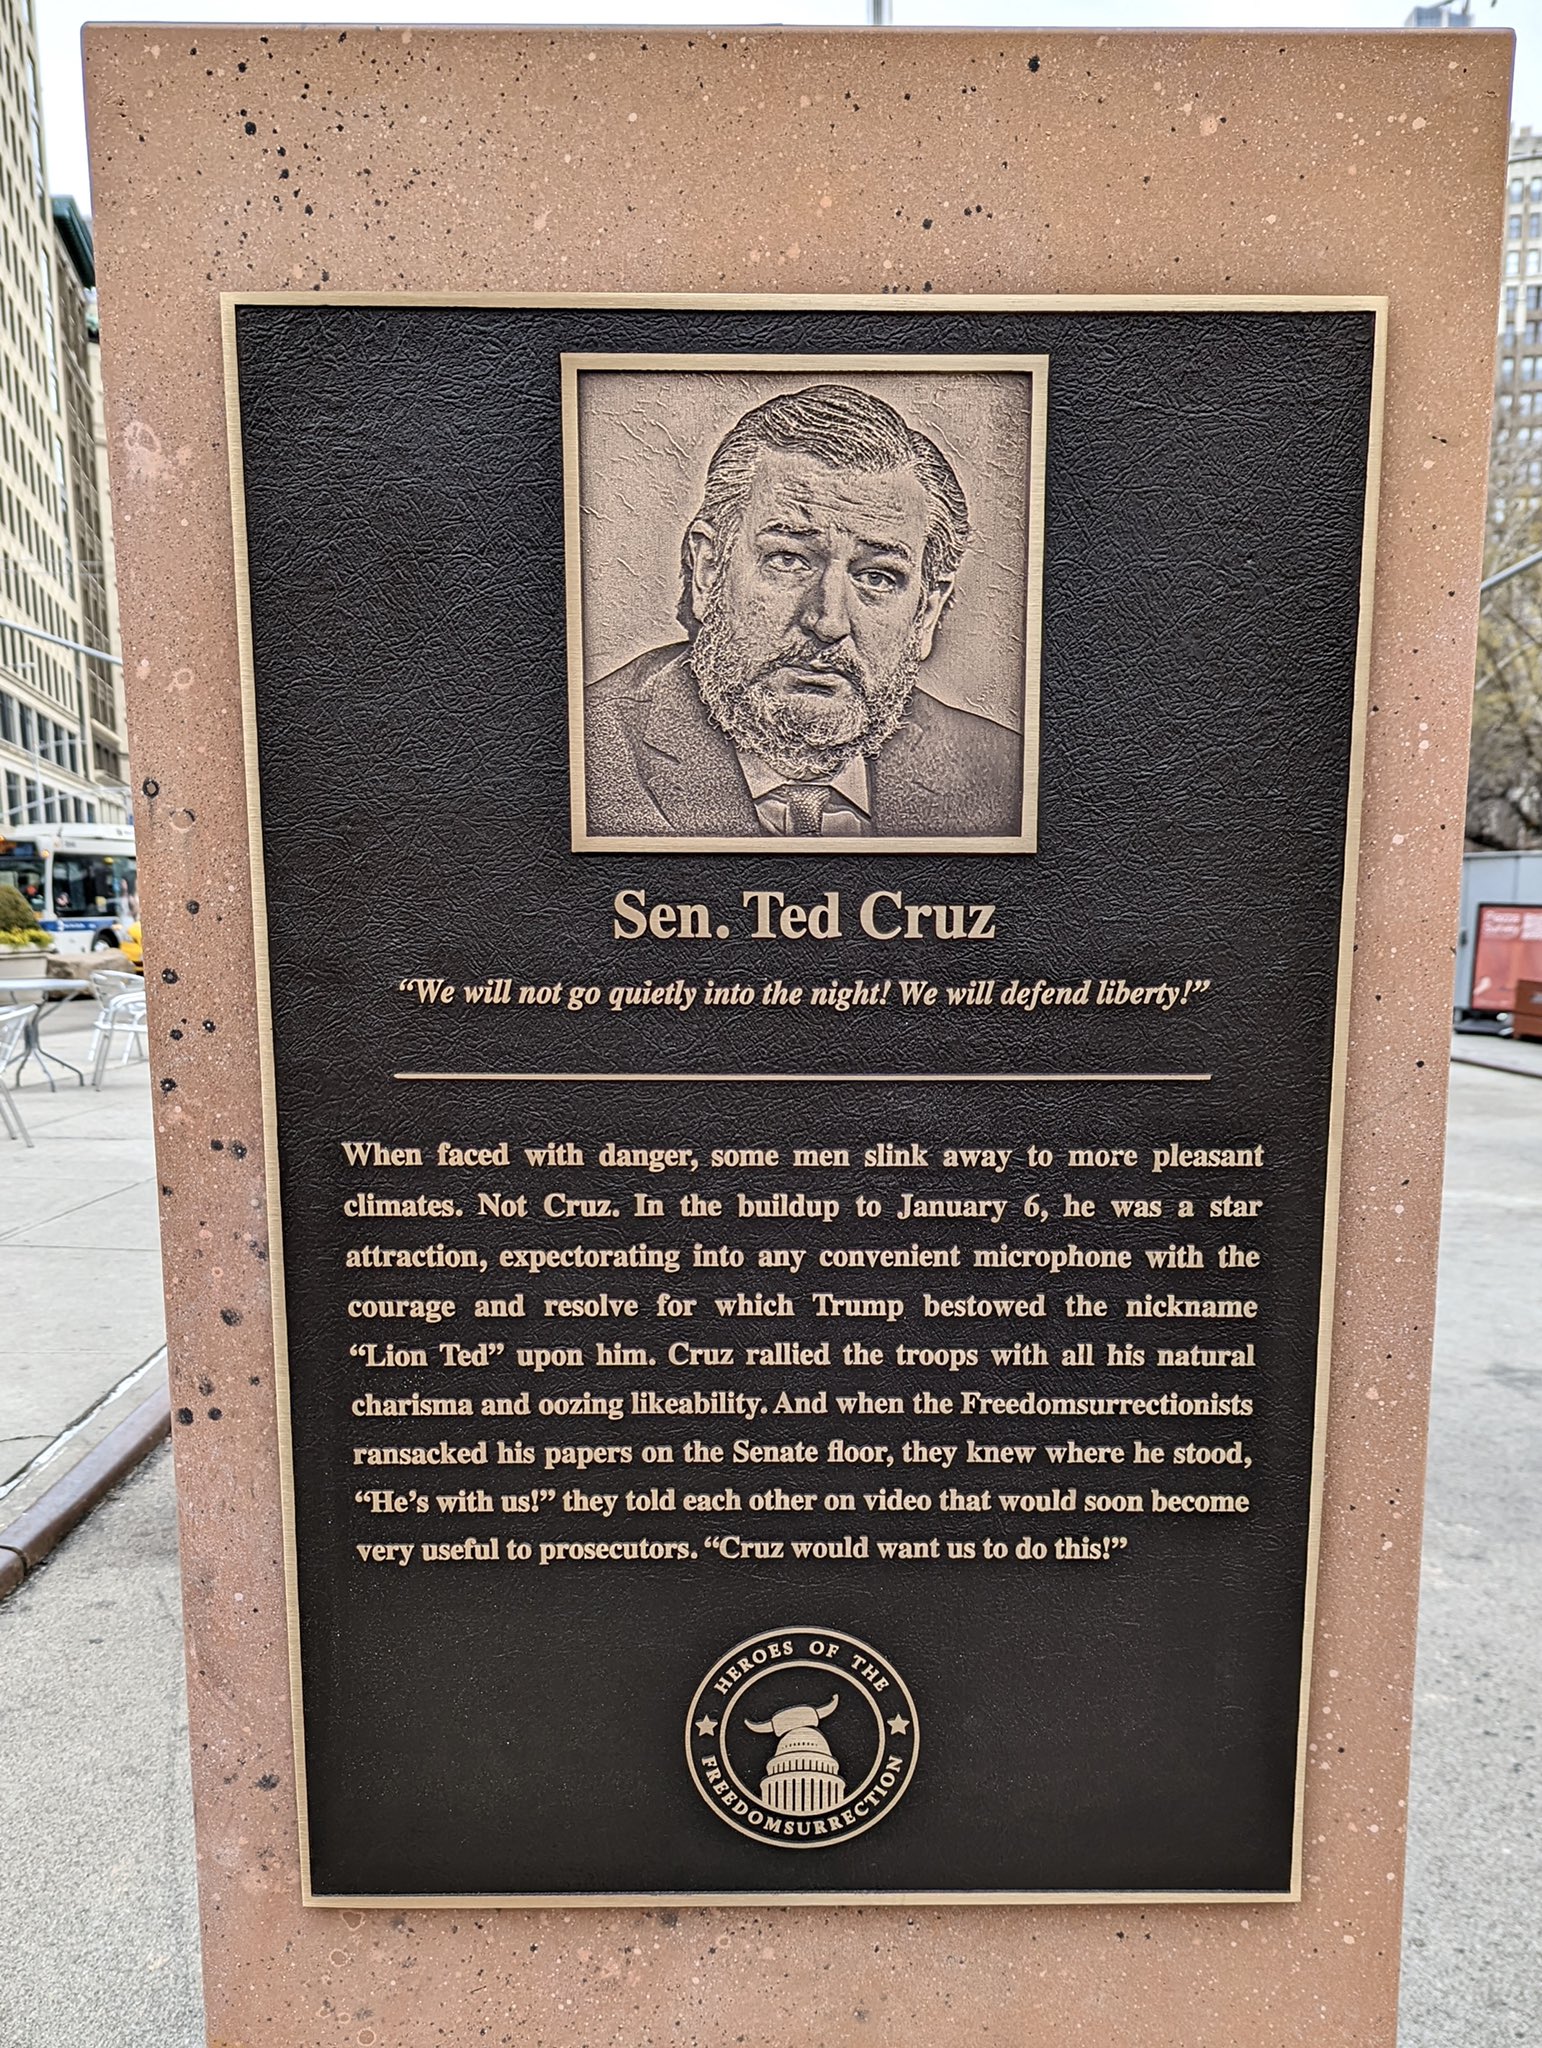 Sen. Ted Cruz
“We will not go quietly into the night! We will defend liberty!”
When faced with danger, some men slink away to more pleasant
climates. Not Cruz. In the buildup to January 6, he was a star
attraction, expectorating into any convenient microphone with the
courage and resolve for which Trump bestowed the nickname
“Lion Ted” upon him. Cruz rallied the troops with all his natural
charisma and oozing likeability. And when the Freedomsurrectionists
ransacked his papers on the Senate floor, they knew where he stood,
“He’s with us!” they told each other on video that would soon become
very useful to prosecutors. “Cruz would want us to do this!”
HEROES OF THE
FREEDOMSURRECTION